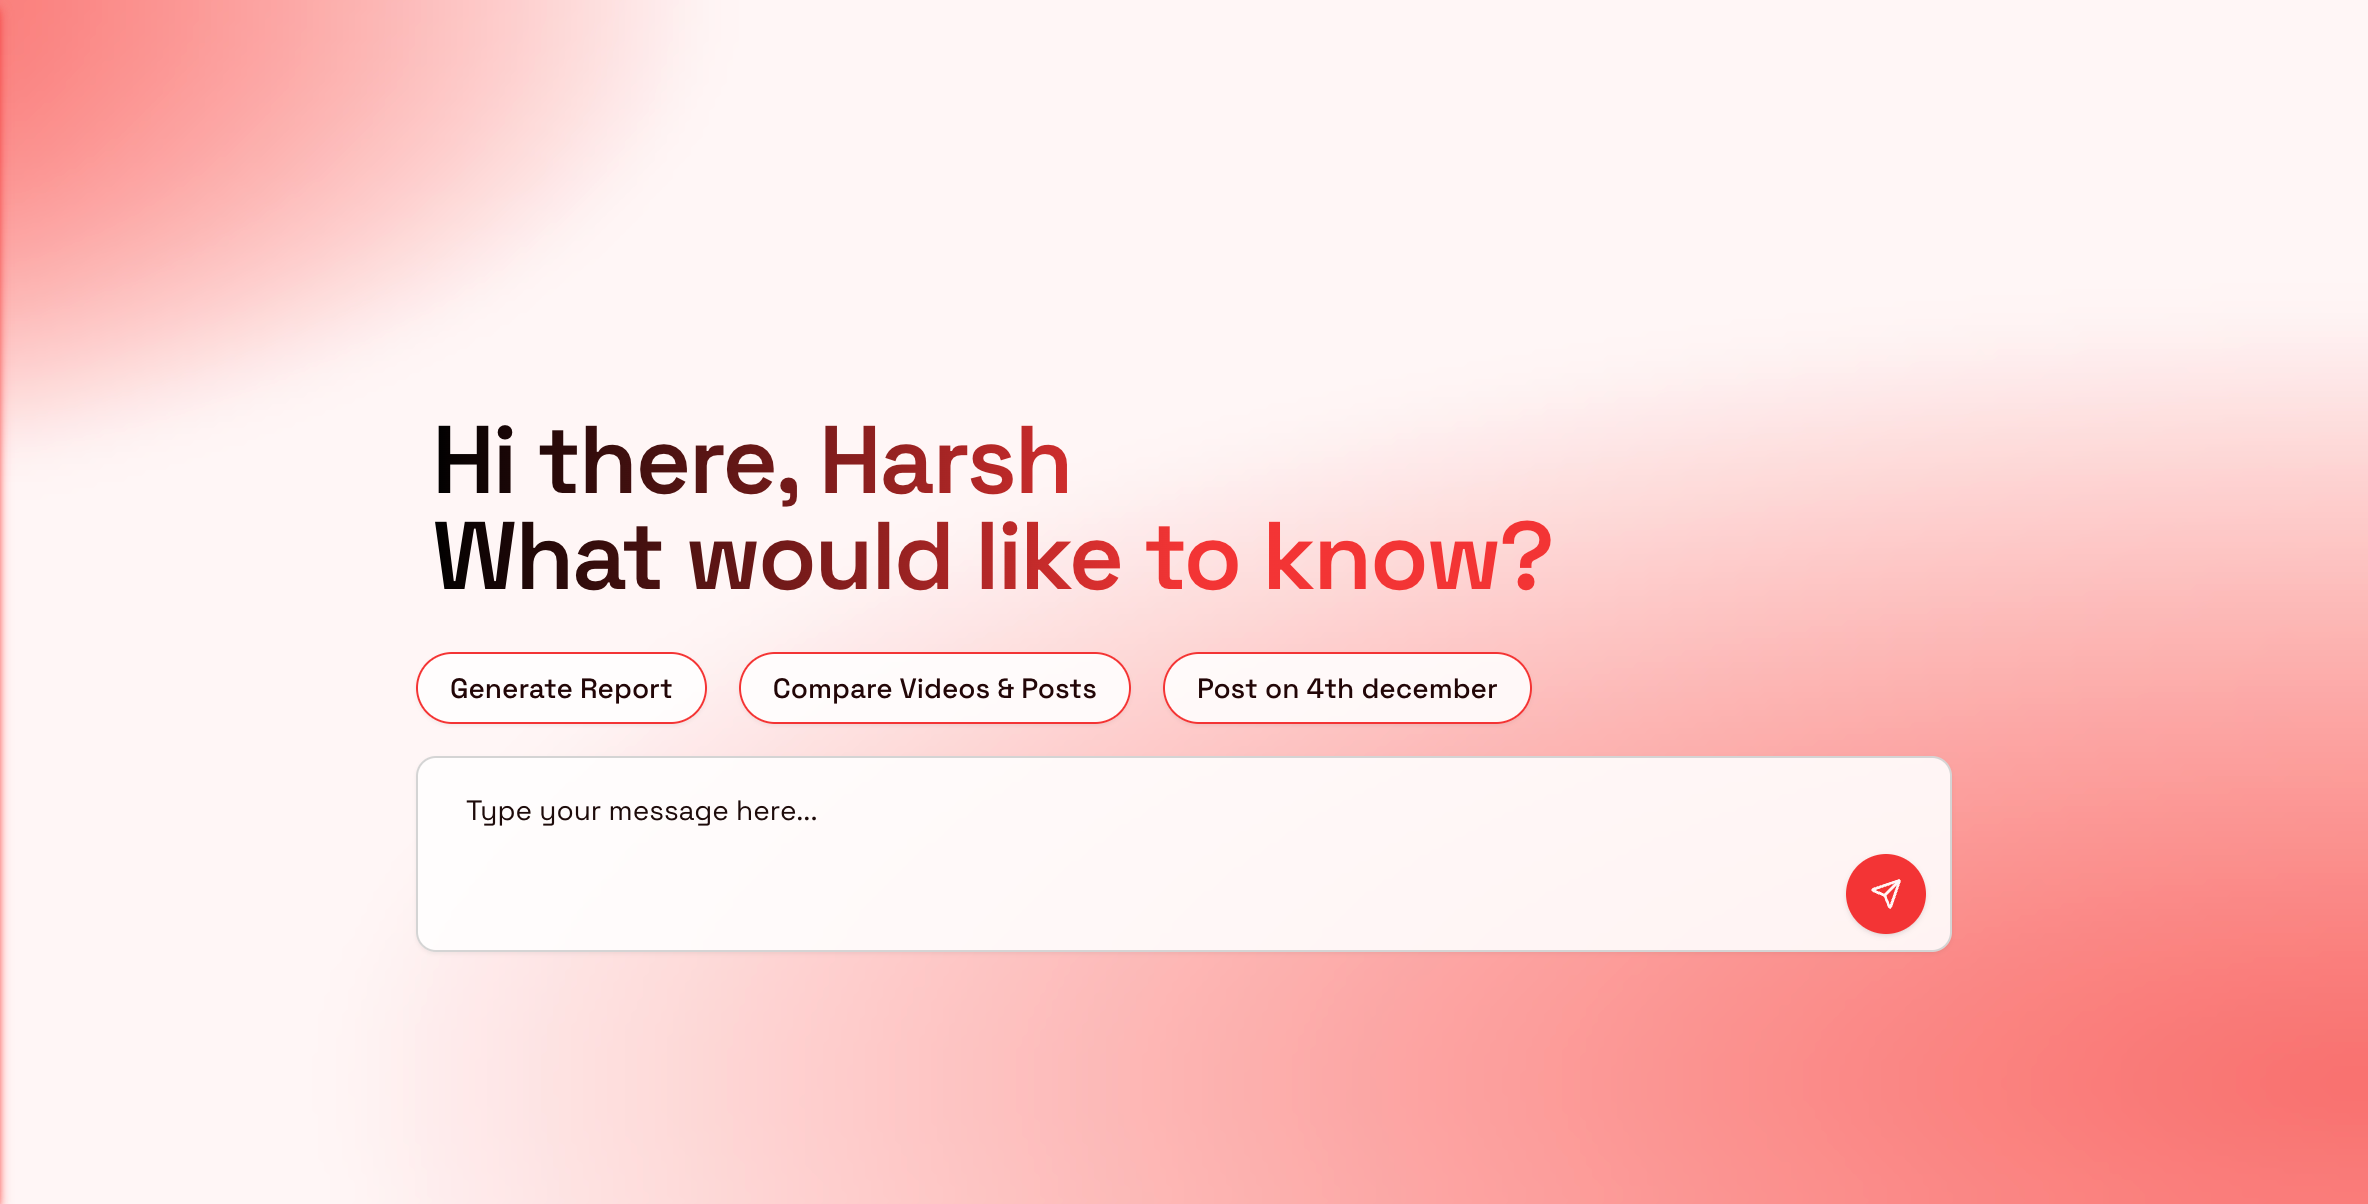 Hi there, Harsh
What would like to know?
Generate Report
Compare Videos & Posts
Post on 4th december
Type your message here...